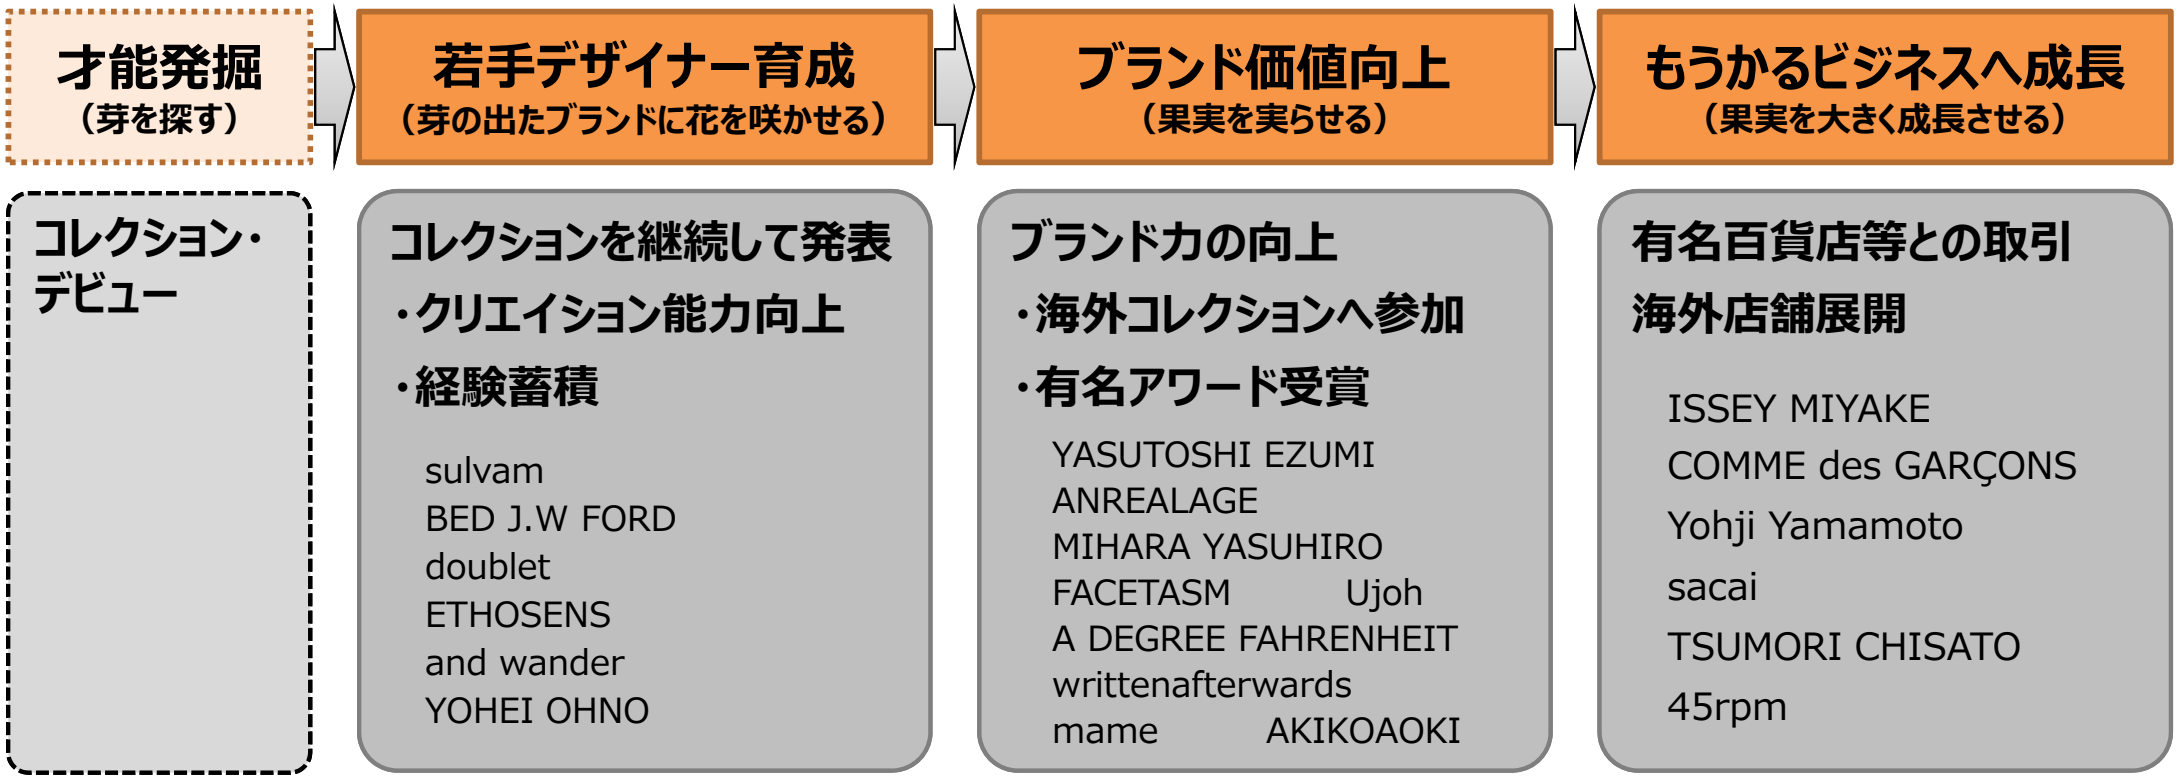 才能発掘
（芽を探す）
若手デザイナー育成
（芽の出たブランドに花を咲かせる）
ブランド価値向上
（果実を実らせる）
もうかるビジネスへ成長
（果実を大きく成長させる）
コレクション・
デビュー
コレクションを継続して発表
・クリエイション能力向上
・経験蓄積
sulvam
BED J.W FORD
doublet
ETHOSENS
and wander
YOHEI OHNO
ブランド力の向上
・海外コレクションへ参加
・有名アワード受賞
YASUTOSHI EZUMI
ANREALAGE
MIHARA YASUHIRO
FACETASM Ujoh
A DEGREE FAHRENHEIT
writtenafterwards
mame AKIKOAOKI
有名百貨店等との取引
海外店舗展開
ISSEY MIYAKE
COMME des GARÇONS
Yohji Yamamoto
sacai
TSUMORI CHISATO
45rpm